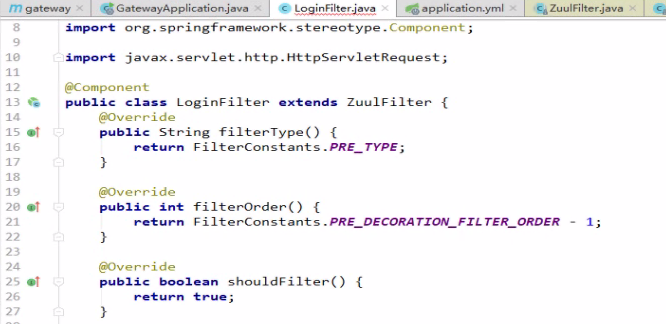 gateway GatewayApplication.java LoginFilter.java application.yml ZuulFilter.java
8 import org.springframework.stereotype.Component;
9
10 import javax.servlet.http.HttpServletRequest;
11
12 @Component
13 public class LoginFilter extends ZuulFilter {
14 @Override
15 public String filterType() {
16 return FilterConstants.PRE_TYPE;
17 }
18
19 @Override
20 public int filterOrder() {
21 return FilterConstants.PRE_DECORATION_FILTER_ORDER - 1;
22 }
23
24 @Override
25 public boolean shouldFilter() {
26 return true;
27 }